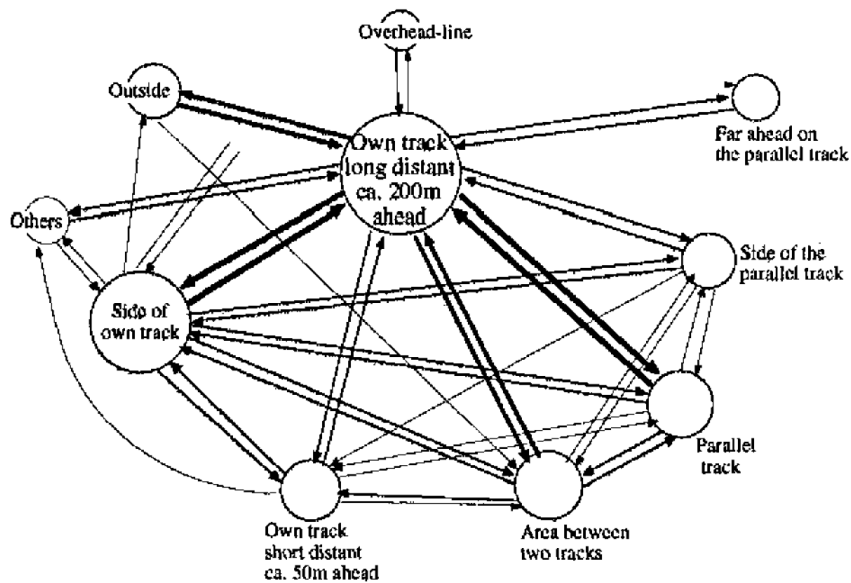 Overhead-line
Outside
Own track
long distant
ca. 200m
ahead
Far ahead on
the parallel track
Others
Side of the
parallel track
Side of
own track
Parallel
track
Own track
short distant
ca. 50m ahead
Area between
two tracks